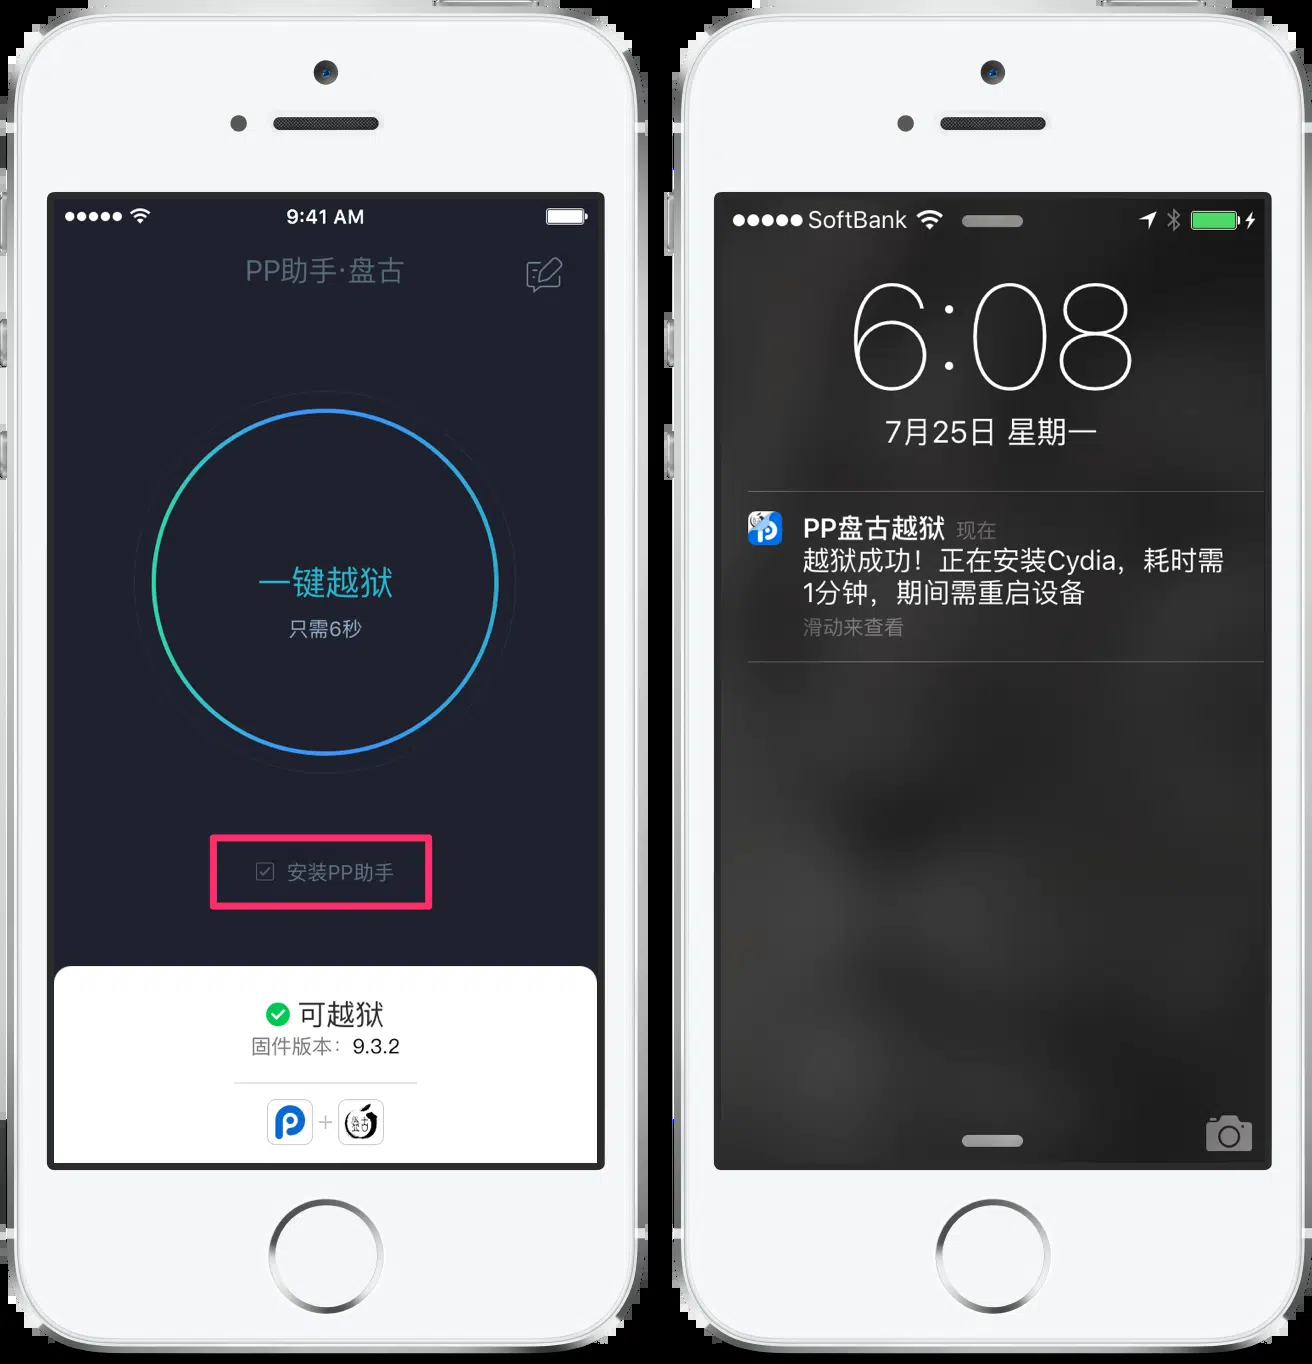 9:41 AM
PP助手·盘古
一键越狱
只需6秒
安装PP助手
可越狱
固件版本：9.3.2
盘古
SoftBank
6:08
7月25日 星期一
PP盘古越狱 现在
越狱成功！正在安装Cydia，耗时需
1分钟，期间需重启设备
滑动来查看